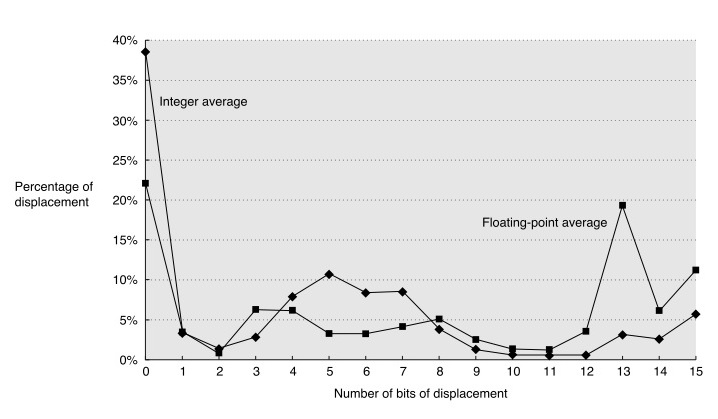 40%
35%
Integer average
30%
25%
Percentage of
displacement
20%
Floating-point average
15%
10%
5%
0%
0 1 2 3 4 5 6 7 8 9 10 11 12 13 14 15
Number of bits of displacement